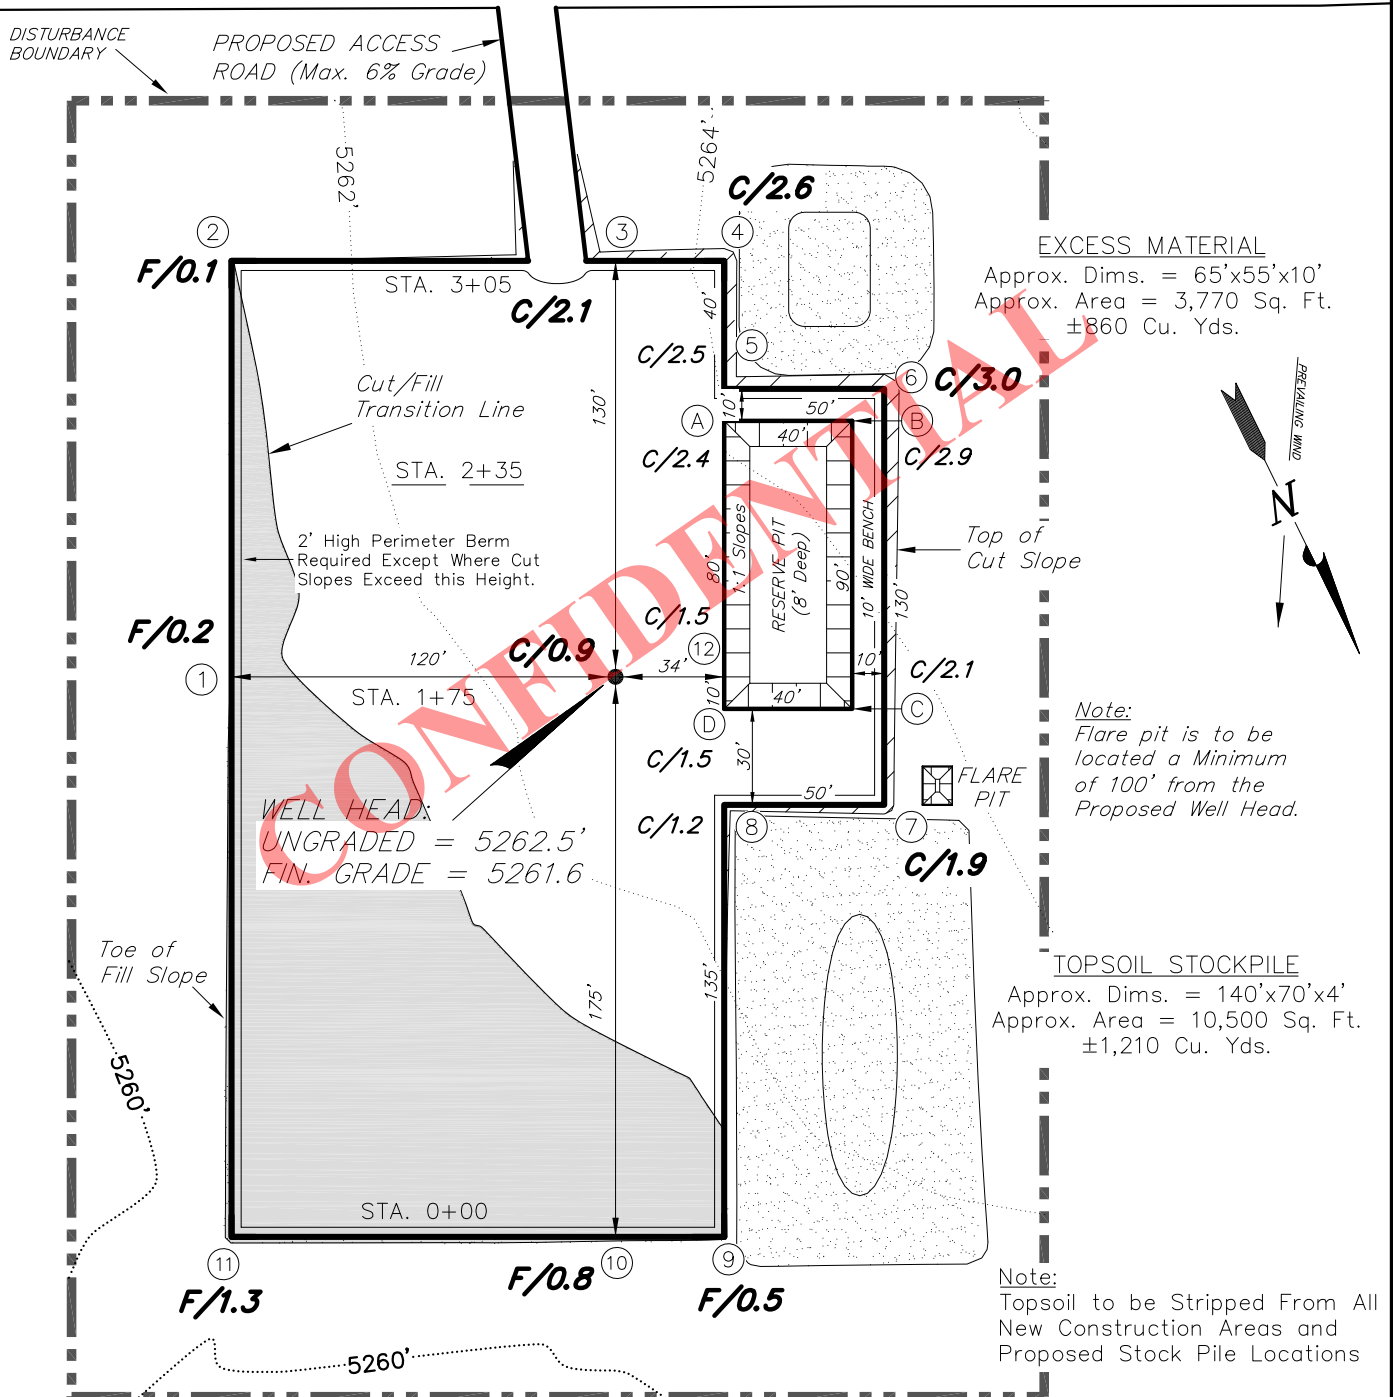 DISTURBANCE
BOUNDARY
PROPOSED ACCESS
ROAD (Max. 6% Grade)
5262'
5264'
C/2.6
2
3
4
F/0.1
STA. 3+05
C/2.1
40'
EXCESS MATERIAL
Approx. Dims. = 65'x55'x10'
Approx. Area = 3,770 Sq. Ft.
±860 Cu. Yds.
C/2.5
5
6
C/3.0
Cut/Fill
Transition Line
130'
10'
50'
A
B
40'
PREVAILING WIND
N
STA. 2+35
C/2.4
C/2.9
2' High Perimeter Berm
Required Except Where Cut
Slopes Exceed this Height.
80'
1:1 Slopes
RESERVE PIT
(8' Deep)
90'
10' WIDE BENCH
130'
Top of
Cut Slope
F/0.2
C/0.9
C/1.5
12
1
120'
34'
10'
C/2.1
STA. 1+75
10'
40'
D
C
Note:
Flare pit is to be
located a Minimum
of 100' from the
Proposed Well Head.
C/1.5
30'
FLARE
PIT
50'
WELL HEAD:
UNGRADED = 5262.5'
FIN. GRADE = 5261.6
C/1.2
8
7
C/1.9
CONFIDENTIAL
Toe of
Fill Slope
175'
135'
TOPSOIL STOCKPILE
Approx. Dims. = 140'x70'x4'
Approx. Area = 10,500 Sq. Ft.
±1,210 Cu. Yds.
5260'
STA. 0+00
11
10
9
F/1.3
F/0.8
F/0.5
Note:
Topsoil to be Stripped From All
New Construction Areas and
Proposed Stock Pile Locations
5260'